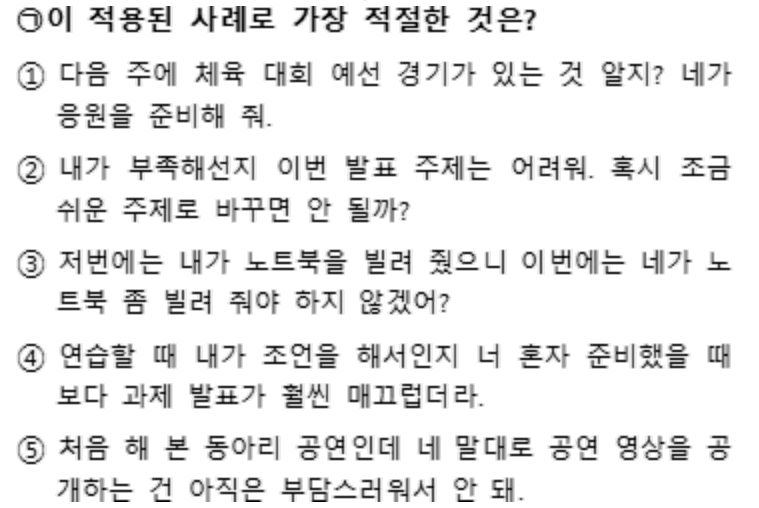 ㉠이 적용된 사례로 가장 적절한 것은?
① 다음 주에 체육 대회 예선 경기가 있는 것 알지? 네가
응원을 준비해 줘.
② 내가 부족해선지 이번 발표 주제는 어려워. 혹시 조금
쉬운 주제로 바꾸면 안 될까?
③ 저번에는 내가 노트북을 빌려 줬으니 이번에는 네가 노
트북 좀 빌려 줘야 하지 않겠어?
④ 연습할 때 내가 조언을 해서인지 너 혼자 준비했을 때
보다 과제 발표가 훨씬 매끄럽더라.
⑤ 처음 해 본 동아리 공연인데 네 말대로 공연 영상을 공
개하는 건 아직은 부담스러워서 안 돼.